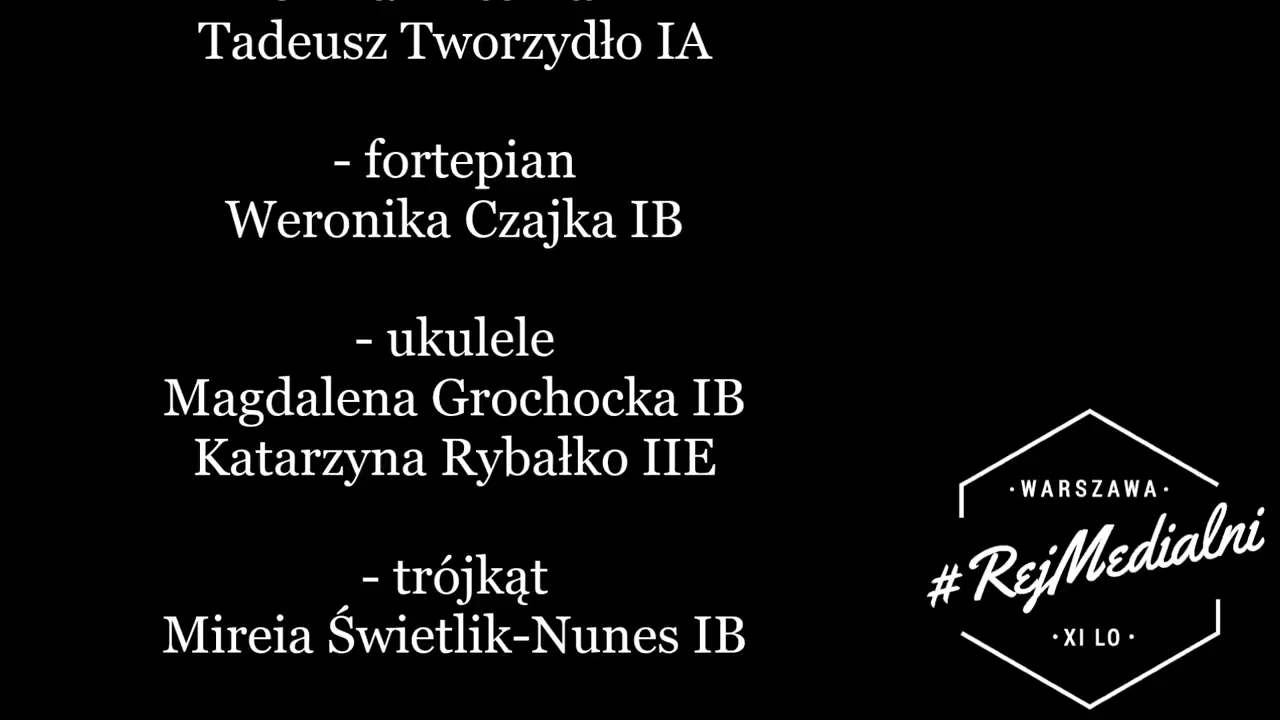 Tadeusz Tworzydło IA
- fortepian
Weronika Czajka IB
- ukulele
Magdalena Grochocka IB
Katarzyna Rybałko IIE
- trójkąt
Mireia Świetlik-Nunes IB
·WARSZAWA·
#RejMedialni
·XI LO·